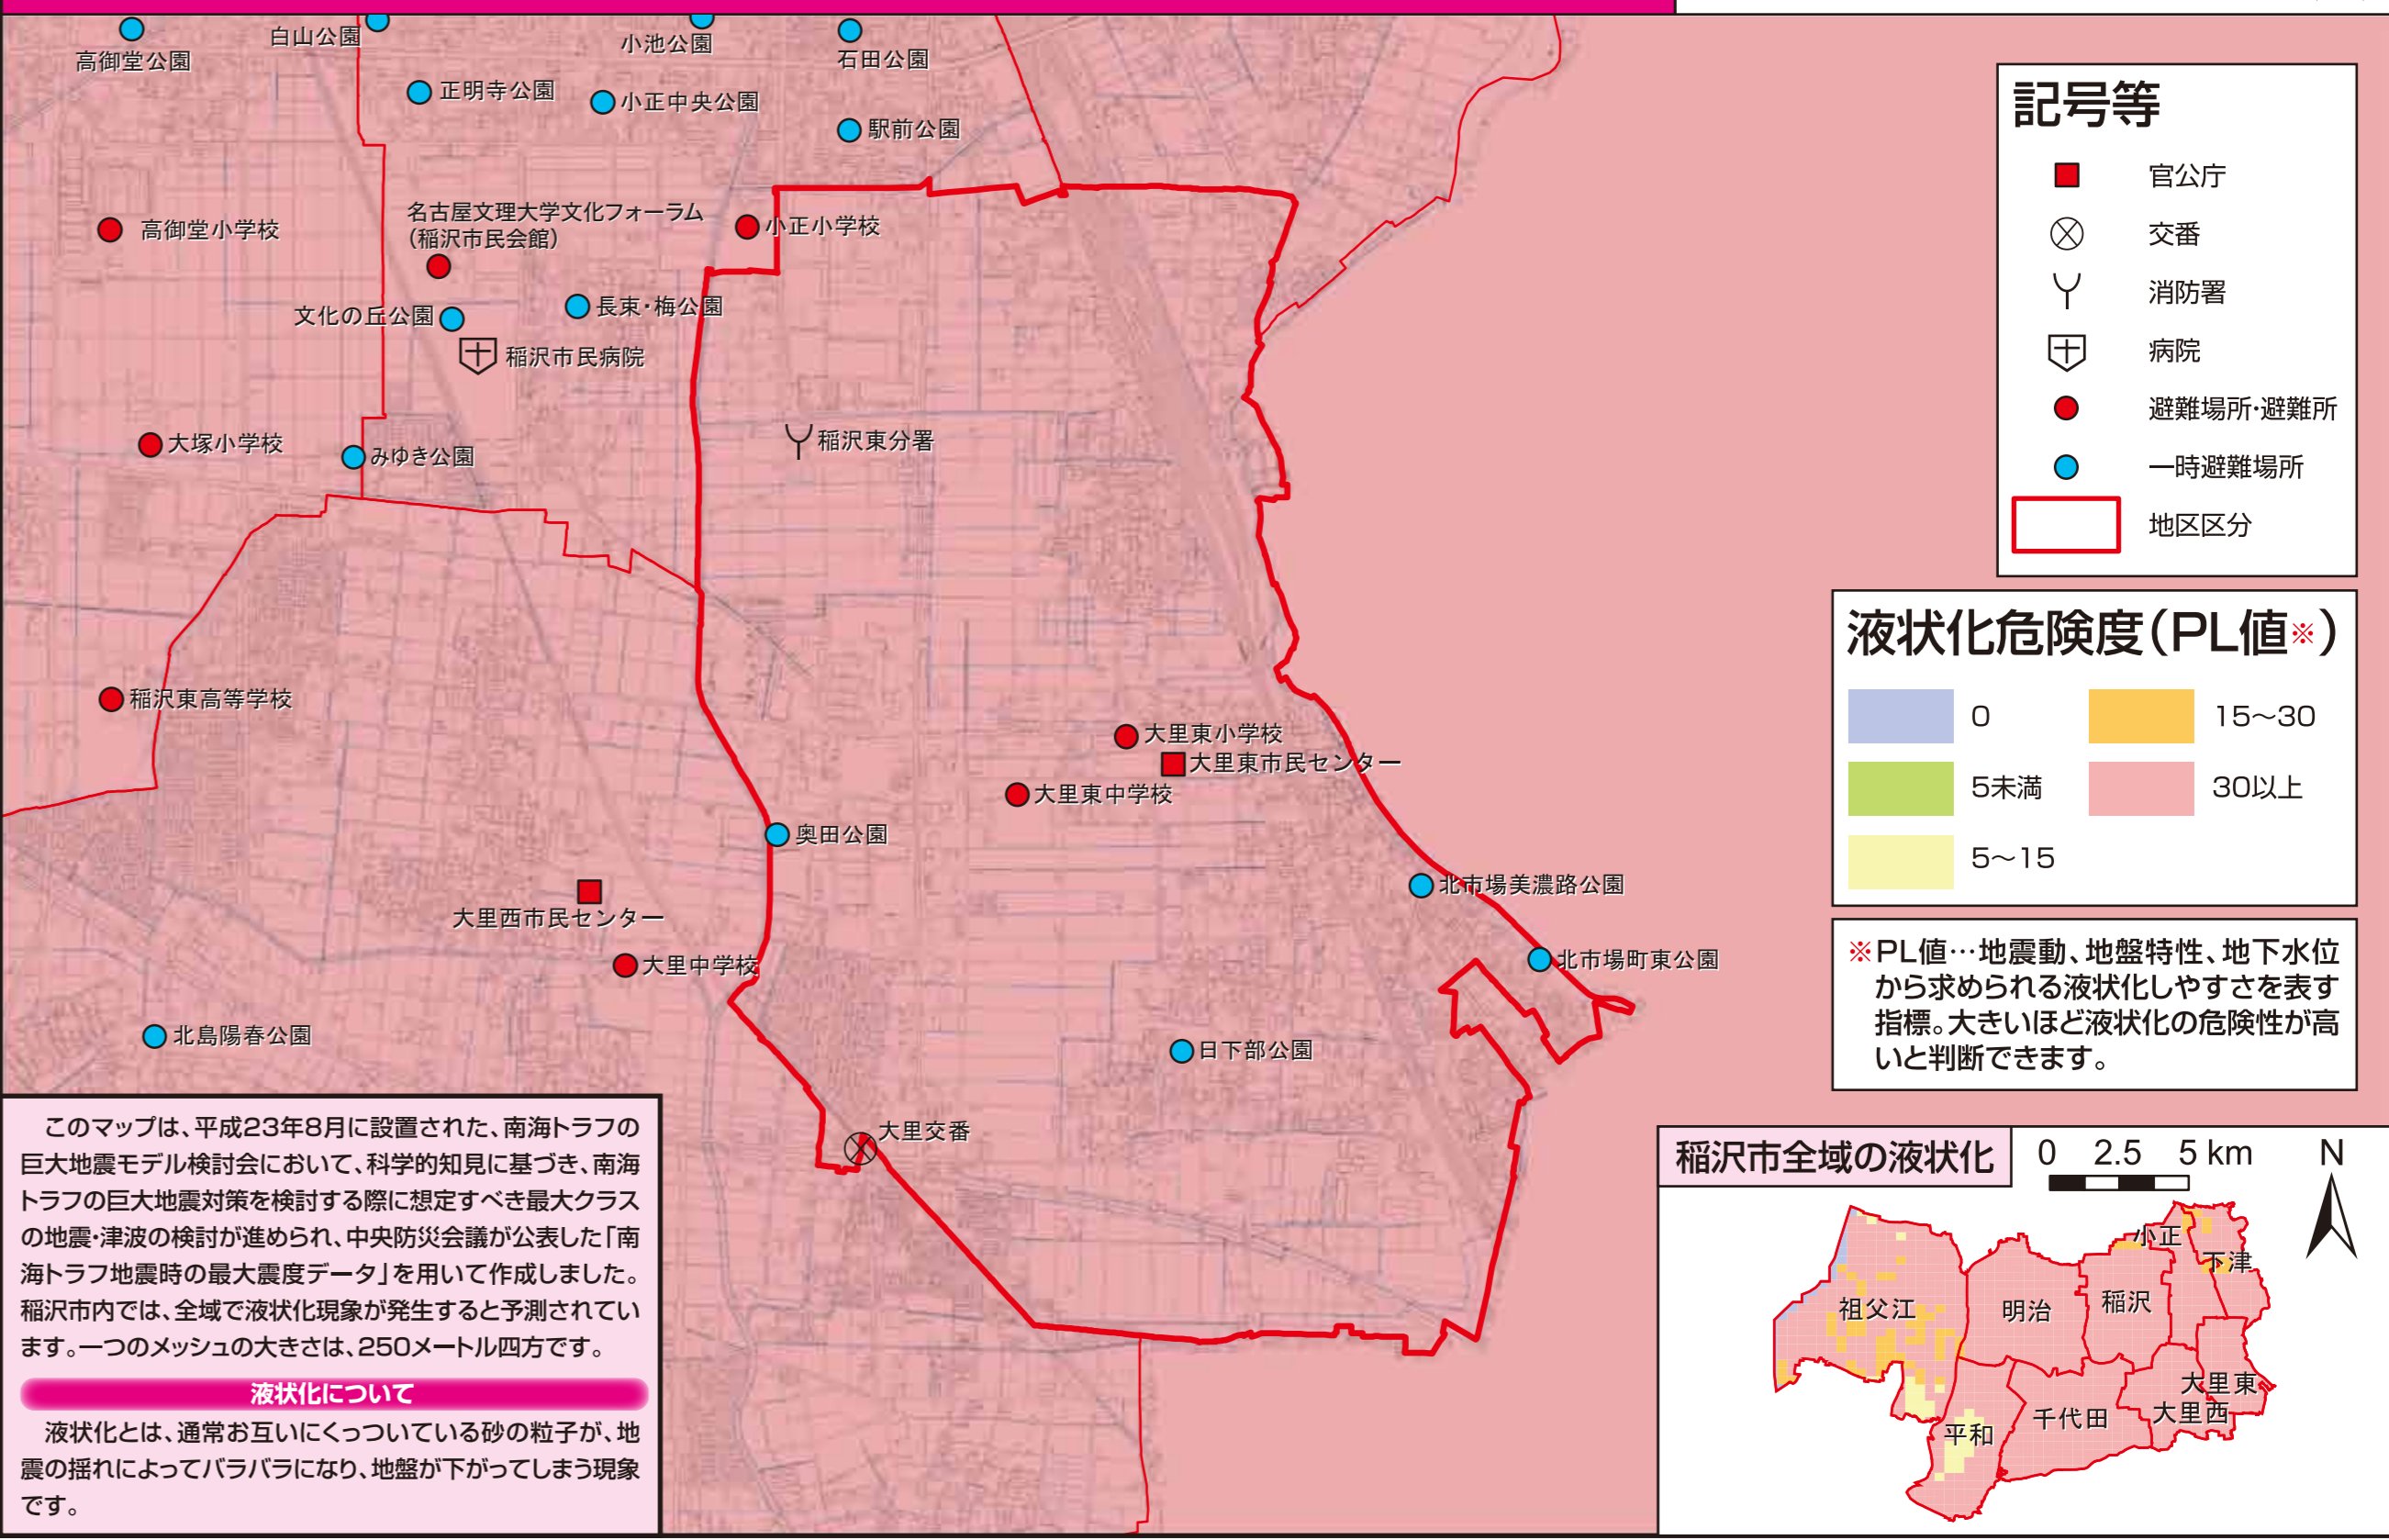 高御堂公園
白山公園
小池公園
石田公園
正明寺公園
小正中央公園
駅前公園
高御堂小学校
名古屋文理大学文化フォーラム
（稲沢市民会館）
小正小学校
文化の丘公園
長束・梅公園
稲沢市民病院
大塚小学校
みゆき公園
稲沢東分署
稲沢東高等学校
大里東小学校
大里東市民センター
大里東中学校
奥田公園
大里西市民センター
大里中学校
北市場美濃路公園
北市場町東公園
北島陽春公園
日下部公園
大里交番
記号等
官公庁
交番
消防署
病院
避難場所・避難所
一時避難場所
地区区分
液状化危険度（PL値※）
0
15～30
5未満
30以上
5～15
※PL値…地震動、地盤特性、地下水位
から求められる液状化しやすさを表す
指標。大きいほど液状化の危険性が高
いと判断できます。
このマップは、平成23年8月に設置された、南海トラフの
巨大地震モデル検討会において、科学的知見に基づき、南海
トラフの巨大地震対策を検討する際に想定すべき最大クラス
の地震・津波の検討が進められ、中央防災会議が公表した「南
海トラフ地震時の最大震度データ」を用いて作成しました。
稲沢市内では、全域で液状化現象が発生すると予測されてい
ます。一つのメッシュの大きさは、250メートル四方です。
液状化について
液状化とは、通常お互いにくっついている砂の粒子が、地
震の揺れによってバラバラになり、地盤が下がってしまう現象
です。
稲沢市全域の液状化
0 2.5 5 km
N
小正
下津
祖父江
明治
稲沢
大里東
大里西
千代田
平和